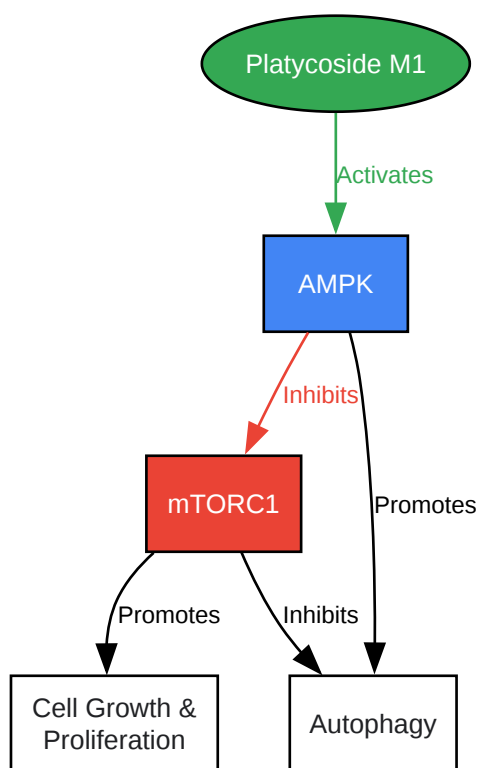 Platycoside M1
Activates
AMPK
Inhibits
mTORC1
Promotes
Promotes
Inhibits
Cell Growth &
Proliferation
Autophagy